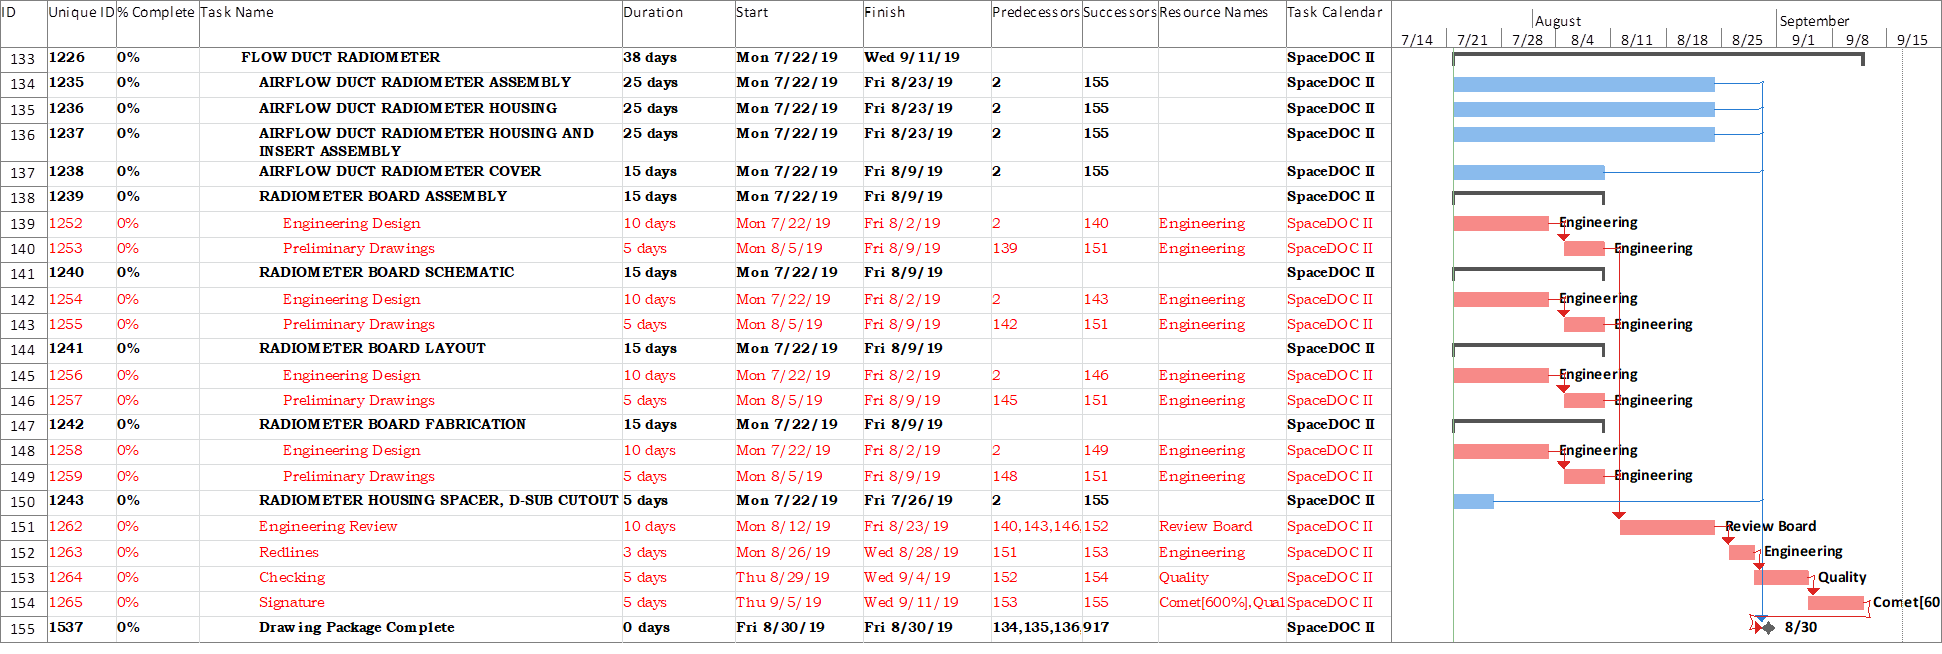 ID Unique ID % Complete Task Name Duration Start Finish Predecessors Successors Resource Names Task Calendar
August September
7/14 7/21 7/28 8/4 8/11 8/18 8/25 9/1 9/8 9/15
133 1226 0% FLOW DUCT RADIOMETER 38 days Mon 7/22/19 Wed 9/11/19 SpaceDOC II
134 1235 0% AIRFLOW DUCT RADIOMETER ASSEMBLY 25 days Mon 7/22/19 Fri 8/23/19 2 155 SpaceDOC II
135 1236 0% AIRFLOW DUCT RADIOMETER HOUSING 25 days Mon 7/22/19 Fri 8/23/19 2 155 SpaceDOC II
136 1237 0% AIRFLOW DUCT RADIOMETER HOUSING AND 25 days Mon 7/22/19 Fri 8/23/19 2 155 SpaceDOC II
INSERT ASSEMBLY
137 1238 0% AIRFLOW DUCT RADIOMETER COVER 15 days Mon 7/22/19 Fri 8/9/19 2 155 SpaceDOC II
138 1239 0% RADIOMETER BOARD ASSEMBLY 15 days Mon 7/22/19 Fri 8/9/19 SpaceDOC II
139 1252 0% Engineering Design 10 days Mon 7/22/19 Fri 8/2/19 2 140 Engineering SpaceDOC II Engineering
140 1253 0% Preliminary Drawings 5 days Mon 8/5/19 Fri 8/9/19 139 151 Engineering SpaceDOC II Engineering
141 1240 0% RADIOMETER BOARD SCHEMATIC 15 days Mon 7/22/19 Fri 8/9/19 SpaceDOC II
142 1254 0% Engineering Design 10 days Mon 7/22/19 Fri 8/2/19 2 143 Engineering SpaceDOC II Engineering
143 1255 0% Preliminary Drawings 5 days Mon 8/5/19 Fri 8/9/19 142 151 Engineering SpaceDOC II Engineering
144 1241 0% RADIOMETER BOARD LAYOUT 15 days Mon 7/22/19 Fri 8/9/19 SpaceDOC II
145 1256 0% Engineering Design 10 days Mon 7/22/19 Fri 8/2/19 2 146 Engineering SpaceDOC II Engineering
146 1257 0% Preliminary Drawings 5 days Mon 8/5/19 Fri 8/9/19 145 151 Engineering SpaceDOC II Engineering
147 1242 0% RADIOMETER BOARD FABRICATION 15 days Mon 7/22/19 Fri 8/9/19 SpaceDOC II
148 1258 0% Engineering Design 10 days Mon 7/22/19 Fri 8/2/19 2 149 Engineering SpaceDOC II Engineering
149 1259 0% Preliminary Drawings 5 days Mon 8/5/19 Fri 8/9/19 148 151 Engineering SpaceDOC II Engineering
150 1243 0% RADIOMETER HOUSING SPACER, D-SUB CUTOUT 5 days Mon 7/22/19 Fri 7/26/19 2 155 SpaceDOC II
151 1262 0% Engineering Review 10 days Mon 8/12/19 Fri 8/23/19 140,143,146, 152 Review Board SpaceDOC II Review Board
152 1263 0% Redlines 3 days Mon 8/26/19 Wed 8/28/19 151 153 Engineering SpaceDOC II Engineering
153 1264 0% Checking 5 days Thu 8/29/19 Wed 9/4/19 152 154 Quality SpaceDOC II Quality
154 1265 0% Signature 5 days Thu 9/5/19 Wed 9/11/19 153 155 Comet[600%],Qual SpaceDOC II Comet[60
155 1537 0% Drawing Package Complete 0 days Fri 8/30/19 Fri 8/30/19 134,135,136, 917 SpaceDOC II 8/30